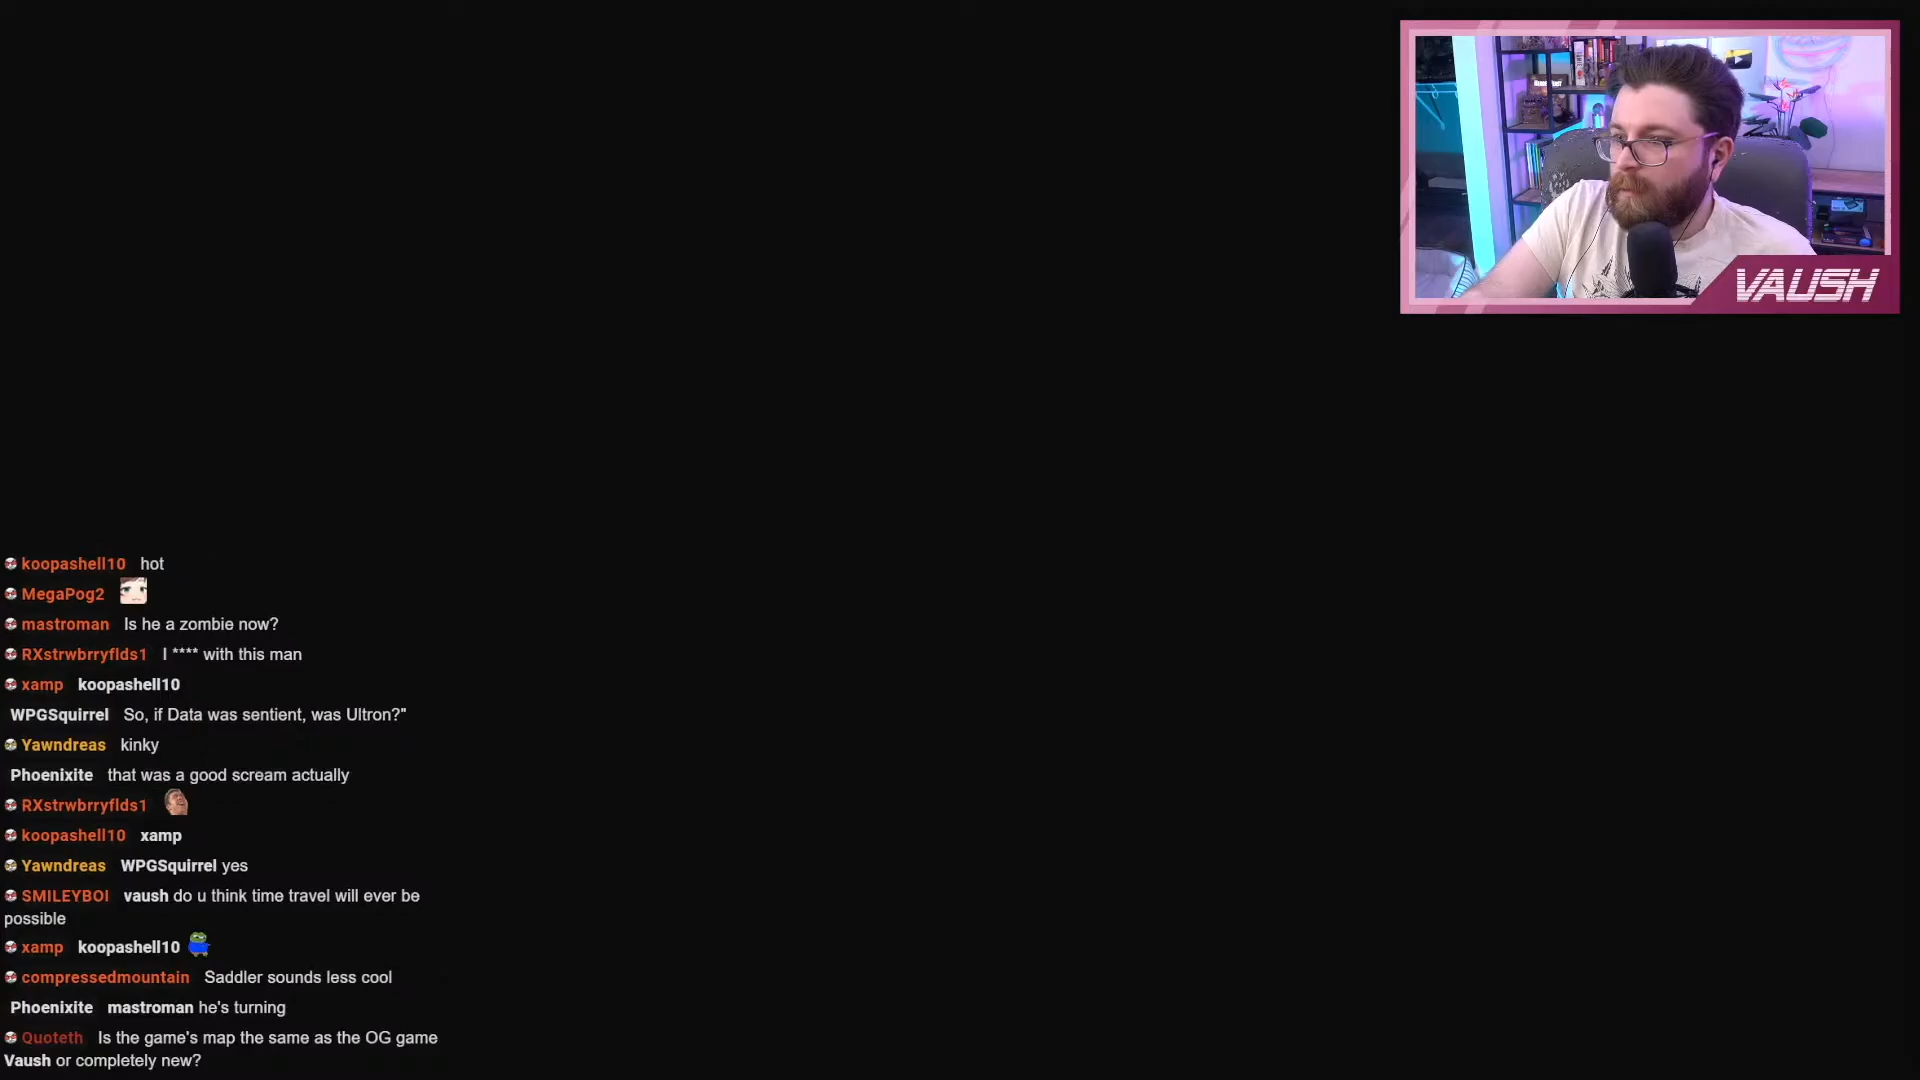 VAUSH
koopashell10 hot
MegaPog2
mastroman Is he a zombie now?
RXstrwbrryflds1 I **** with this man
xamp koopashell10
WPGSquirrel So, if Data was sentient, was Ultron?"
Yawndreas kinky
Phoenixite that was a good scream actually
RXstrwbrryflds1
koopashell10 xamp
Yawndreas WPGSquirrel yes
SMILEYBOI vaush do u think time travel will ever be
possible
xamp koopashell10
compressedmountain Saddler sounds less cool
Phoenixite mastroman he's turning
Quoteth Is the game's map the same as the OG game
Vaush or completely new?